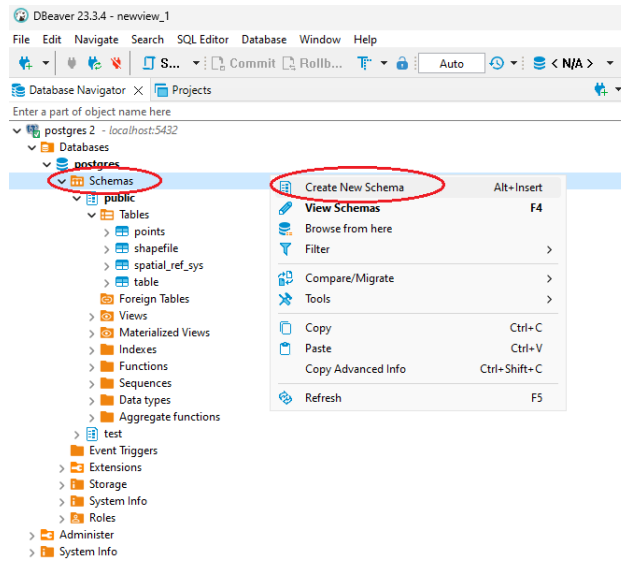 DBeaver 23.3.4 - newview_1
File Edit Navigate Search SQL Editor Database Window Help
S... Commit Rollb... Auto < N/A >
Database Navigator Projects
Enter a part of object name here
postgres 2 - localhost:5432
Databases
postgres
Schemas
public
Tables
points
shapefile
spatial_ref_sys
table
Foreign Tables
Views
Materialized Views
Indexes
Functions
Sequences
Data types
Aggregate functions
test
Event Triggers
Extensions
Storage
System Info
Roles
Administer
System Info
Create New Schema Alt+Insert
View Schemas F4
Browse from here
Filter
Compare/Migrate
Tools
Copy Ctrl+C
Paste Ctrl+V
Copy Advanced Info Ctrl+Shift+C
Refresh F5